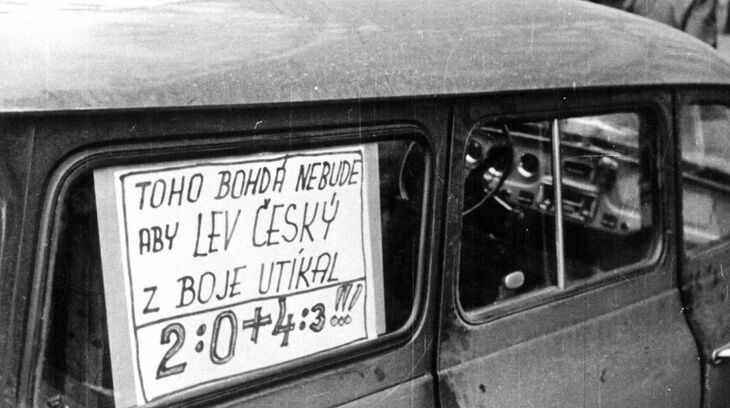 TOHO BOHDÁ NEBUDE
ABY LEV ČESKÝ
Z BOJE UTÍKAL
2:0+4:3!!!